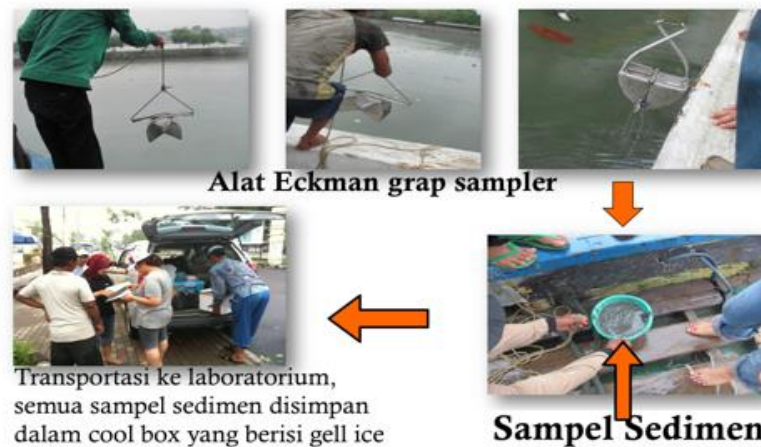 Alat Eckman grap sampler
Transportasi ke laboratorium,
semua sampel sedimen disimpan
dalam cool box yang berisi gell ice
Sampel Sedimen